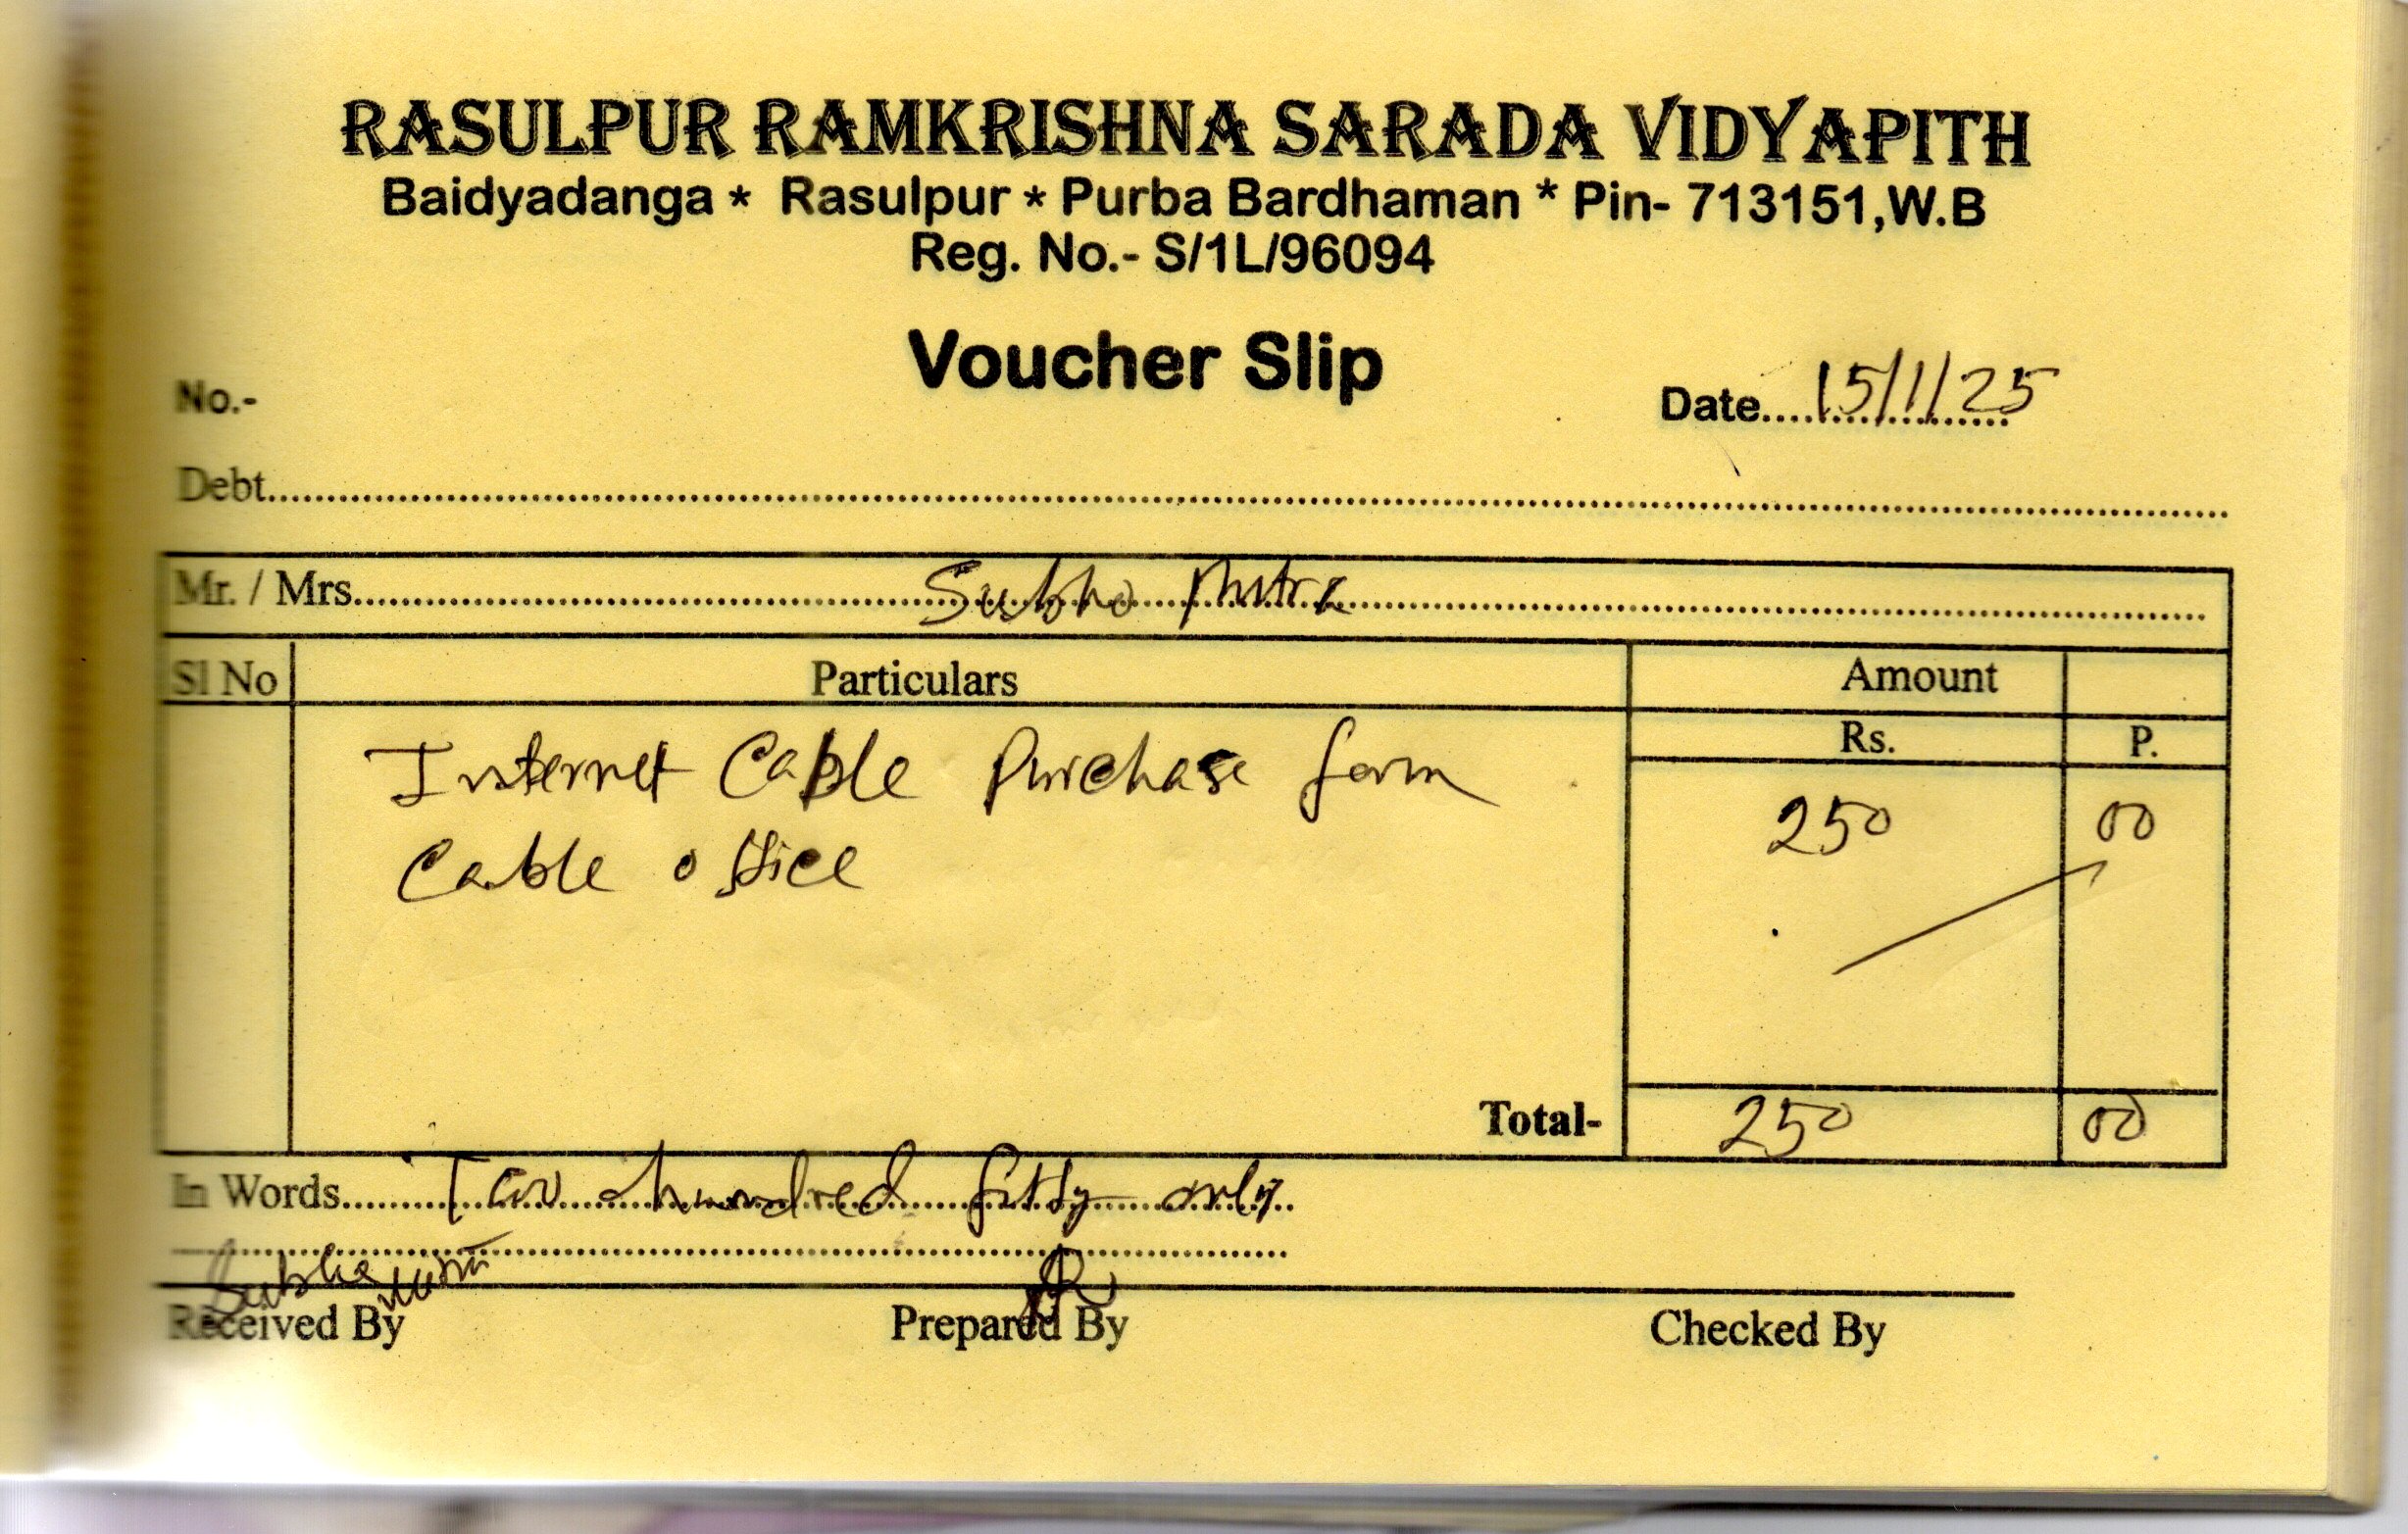 RASULPUR RAMKRISHNA SARADA VIDYAPITH
Baidyadanga * Rasulpur * Purba Bardhaman * Pin- 713151,W.B
Reg. No.- S/1L/96094
Voucher Slip
No.-
Date....15/1/25
Debt
Mr. / Mrs. Subho Mitra
Sl No Particulars Amount
Rs. P.
Internet Cable Purchase form
250 00
Cable office
Total- 250 00
In Words Two hundred fifty only
Subho Mitra
Received By Prepared By Checked By